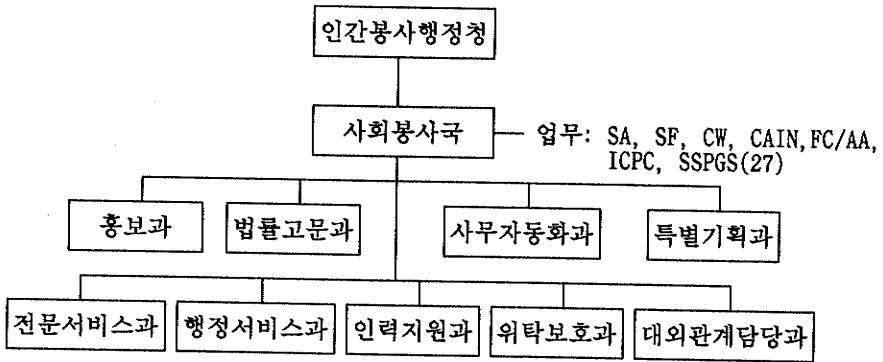 인간봉사행정청
사회봉사국
업무: SA, SF, CW, CAIN, FC/AA,
ICPC, SSPGS(27)
홍보과 법률고문과 사무자동화과 특별기획과
전문서비스과 행정서비스과 인력지원과 위탁보호과 대외관계담당과